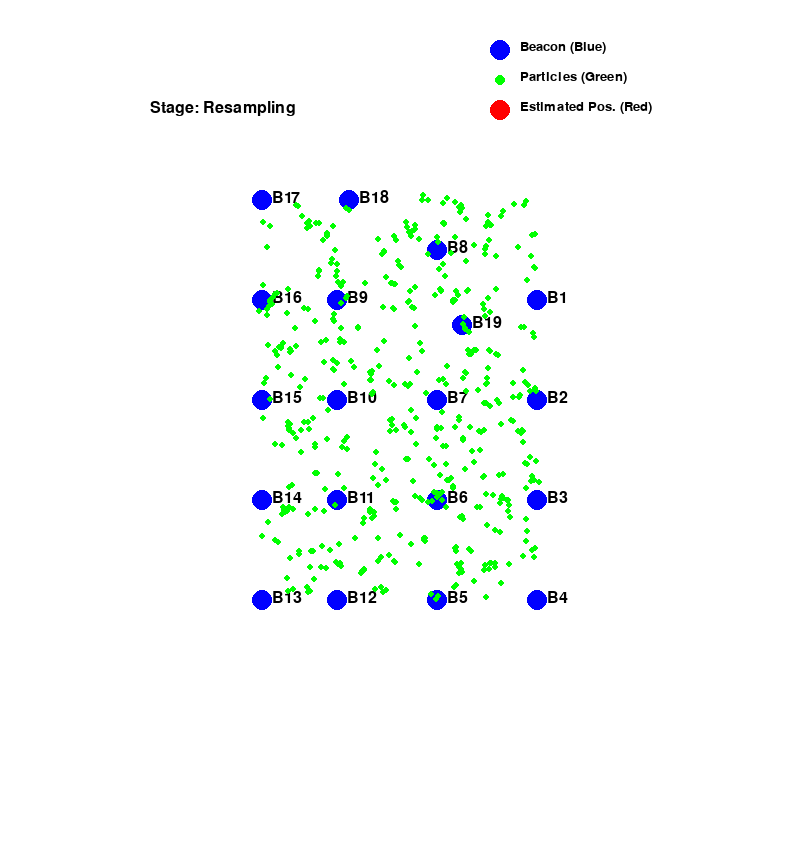 Beacon (Blue)
Particles (Green)
Stage: Resampling
Estimated Pos. (Red)
B17
B18
B8
B16
B9
B1
B19
B15
B10
B7
B2
B14
B11
B6
B3
B13
B12
B5
B4